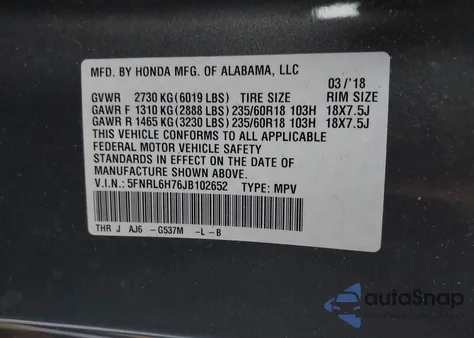 MFD. BY HONDA MFG. OF ALABAMA, LLC
03/'18
GVWR 2730 KG(6019 LBS) TIRE SIZE RIM SIZE
GAWR F 1310 KG(2888 LBS) 235/60R18 103H 18X7.5J
GAWR R 1465 KG(3230 LBS) 235/60R18 103H 18X7.5J
THIS VEHICLE CONFORMS TO ALL APPLICABLE
FEDERAL MOTOR VEHICLE SAFETY
STANDARDS IN EFFECT ON THE DATE OF
MANUFACTURE SHOWN ABOVE.
V.I.N.: 5FNRL6H76JB102652 TYPE: MPV
THR J AJ6 -G537M -L -B
autoSnap